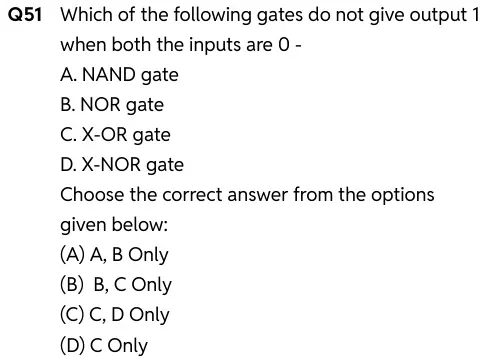 Q51 Which of the following gates do not give output 1
when both the inputs are 0 -
A. NAND gate
B. NOR gate
C. X-OR gate
D. X-NOR gate
Choose the correct answer from the options
given below:
(A) A, B Only
(B) B, C Only
(C) C, D Only
(D) C Only